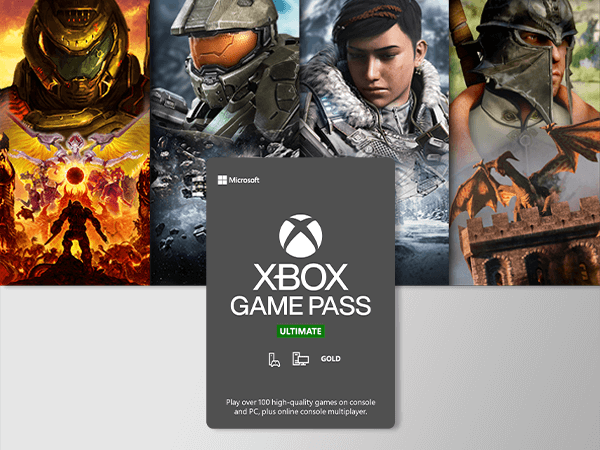 Microsoft
XBOX
GAME PASS
ULTIMATE
GOLD
Play over 100 high-quality games on console
and PC, plus online console multiplayer.